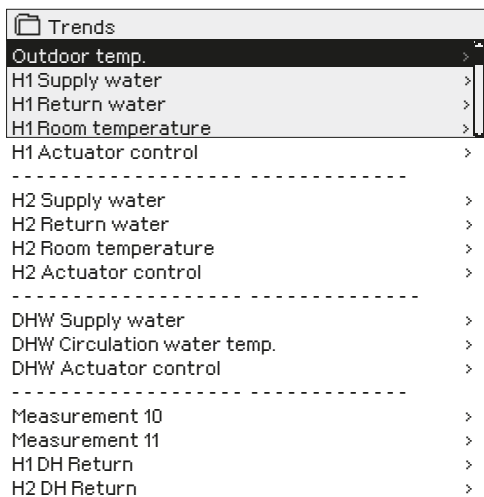 Trends
Outdoor temp. >
H1 Supply water >
H1 Return water >
H1 Room temperature >
H1 Actuator control >
- - - - - - - - - - - - - - - - - - - - - - - - - - - - - -
H2 Supply water >
H2 Return water >
H2 Room temperature >
H2 Actuator control >
- - - - - - - - - - - - - - - - - - - - - - - - - - - - - - -
DHW Supply water >
DHW Circulation water temp. >
DHW Actuator control >
- - - - - - - - - - - - - - - - - - - - - - - - - - - - - -
Measurement 10 >
Measurement 11 >
H1 DH Return >
H2 DH Return >